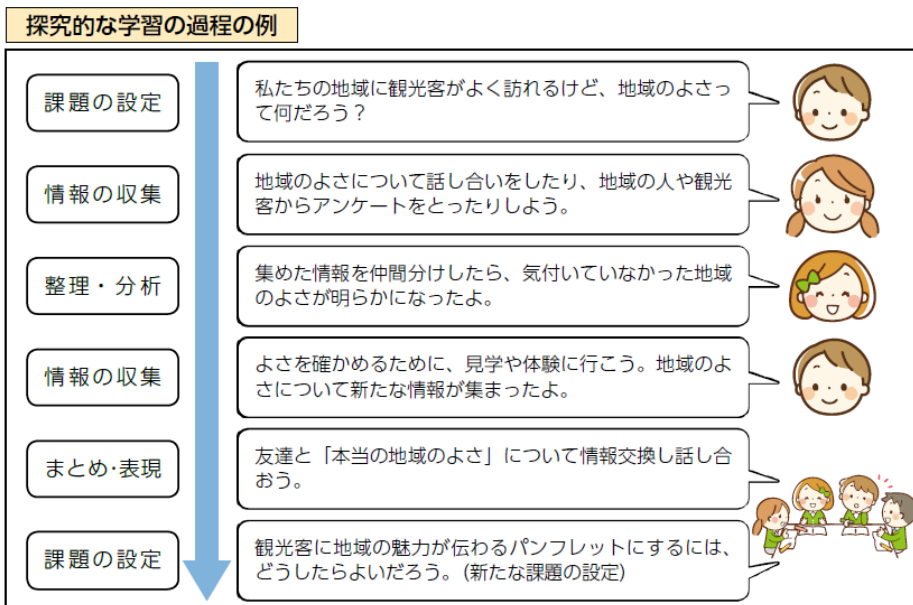 探究的な学習の過程の例
課題の設定
私たちの地域に観光客がよく訪れるけど、地域のよさっ
て何だろう？
情報の収集
地域のよさについて話し合いをしたり、地域の人や観光
客からアンケートをとったりしよう。
整理・分析
集めた情報を仲間分けしたら、気付いていなかった地域
のよさが明らかになったよ。
情報の収集
よさを確かめるために、見学や体験に行こう。地域のよ
さについて新たな情報が集まったよ。
まとめ･表現
友達と「本当の地域のよさ」について情報交換し話し合
おう。
課題の設定
観光客に地域の魅力が伝わるパンフレットにするには、
どうしたらよいだろう。(新たな課題の設定)